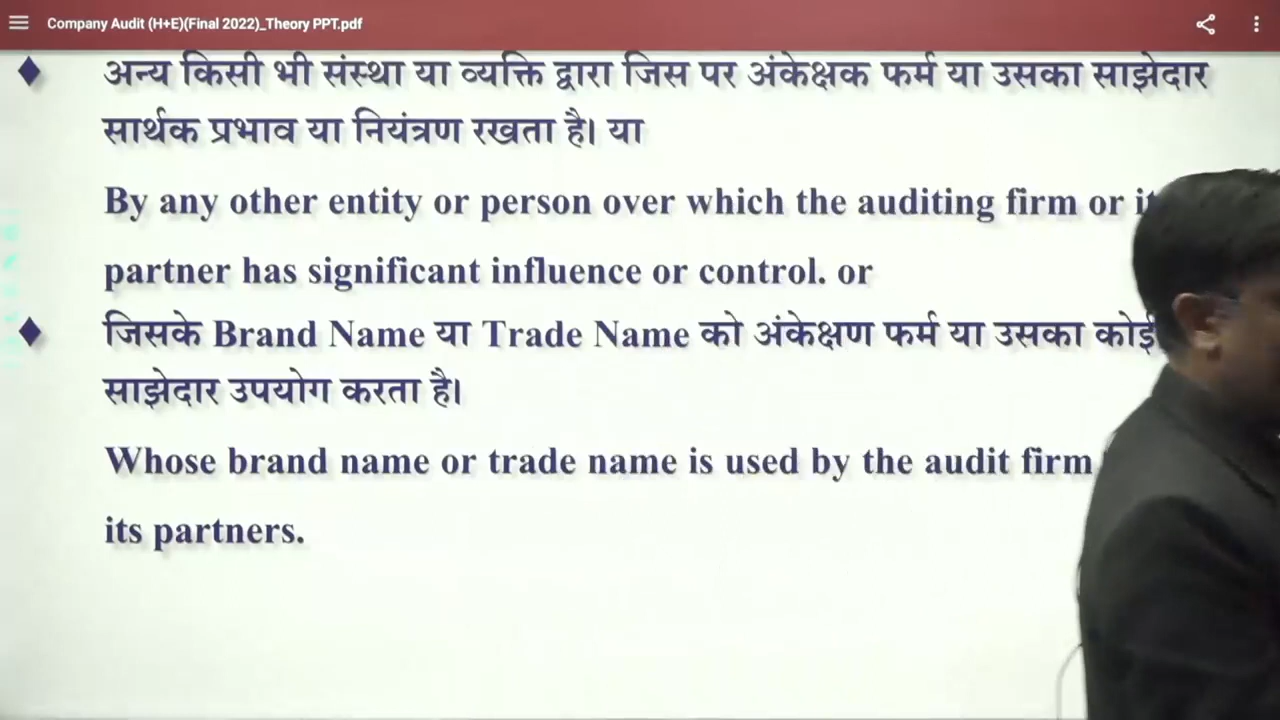 Company Audit (H+E)(Final 2022)_Theory PPT.pdf
अन्य किसी भी संस्था या व्यक्ति द्वारा जिस पर अंकेक्षक फर्म या उसका साझेदार
सार्थक प्रभाव या नियंत्रण रखता है। या
By any other entity or person over which the auditing firm or
partner has significant influence or control. or
जिसके Brand Name या Trade Name को अंकेक्षण फर्म या उसका कोई
साझेदार उपयोग करता है।
Whose brand name or trade name is used by the audit firm
its partners.